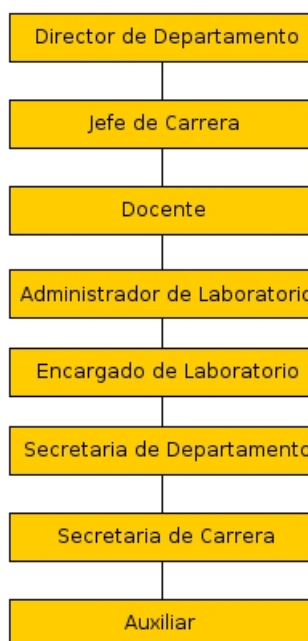 Director de Departamento
Jefe de Carrera
Docente
Administrador de Laboratorio
Encargado de Laboratorio
Secretaria de Departamento
Secretaria de Carrera
Auxiliar